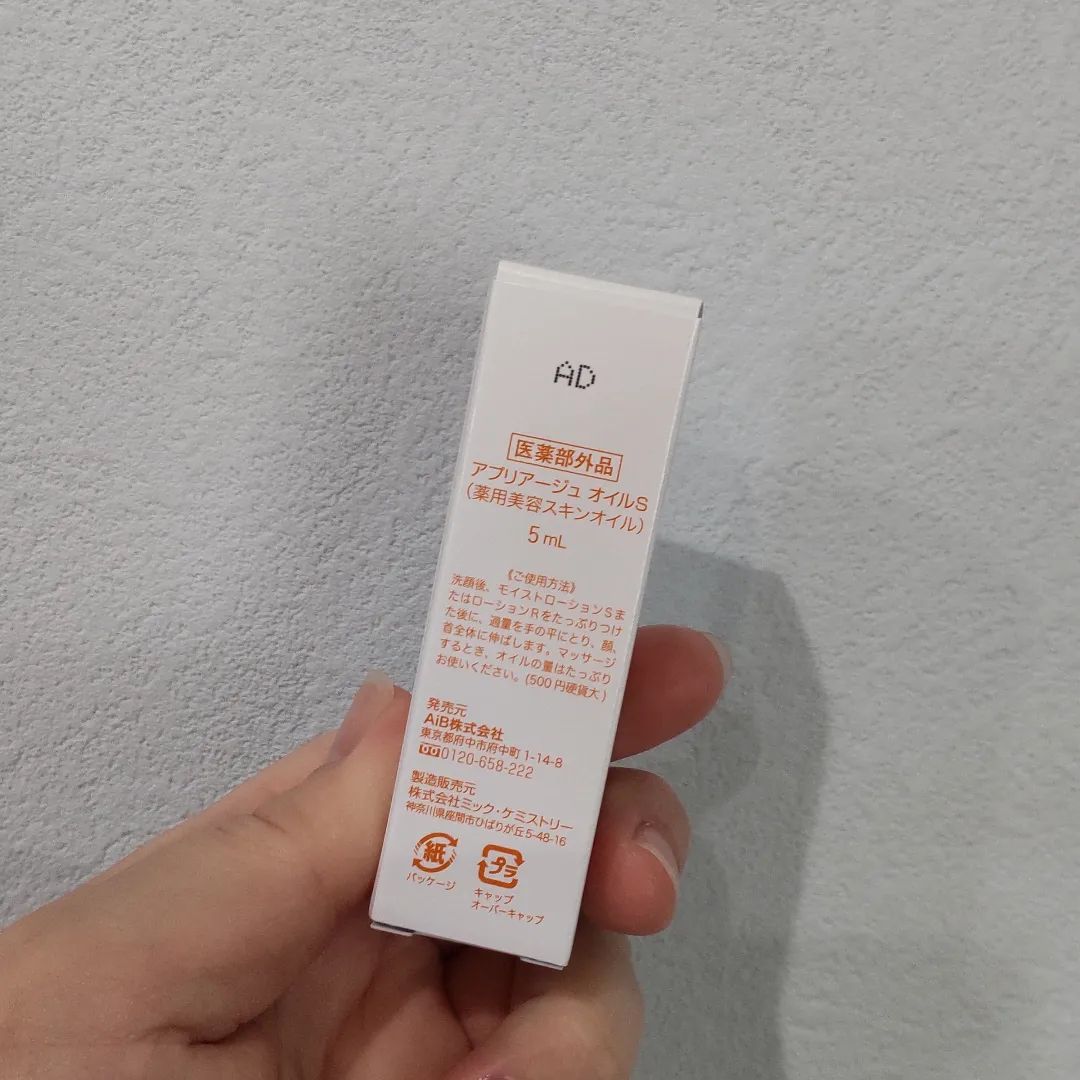 AD
医薬部外品
アプリアージュ オイルS
(薬用美容スキンオイル)
5mL
《ご使用方法》
洗顔後、モイストローションSま
たはローションRをたっぷりつけ
た後に、適量を手の平にとり、顔、
首全体に伸ばします。マッサージ
するとき、オイルの量はたっぷり
お使いください。(500円硬貨大)
発売元
AiB株式会社
東京都府中市府中町1-14-8
0120-658-222
製造販売元
株式会社ミック・ケミストリー
神奈川県座間市ひばりが丘5-48-16
紙 プラ
パッケージ キャップ
オーバーキャップ